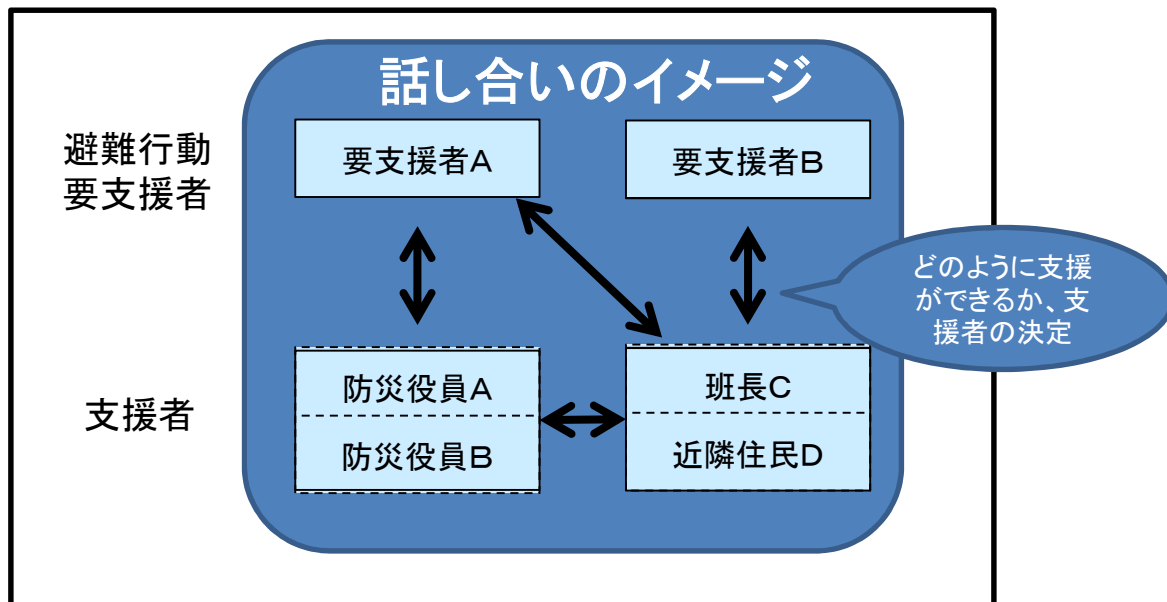 話し合いのイメージ
避難行動
要支援者
要支援者A
要支援者B
どのように支援
ができるか、支
援者の決定
支援者
防災役員A
防災役員B
班長C
近隣住民D